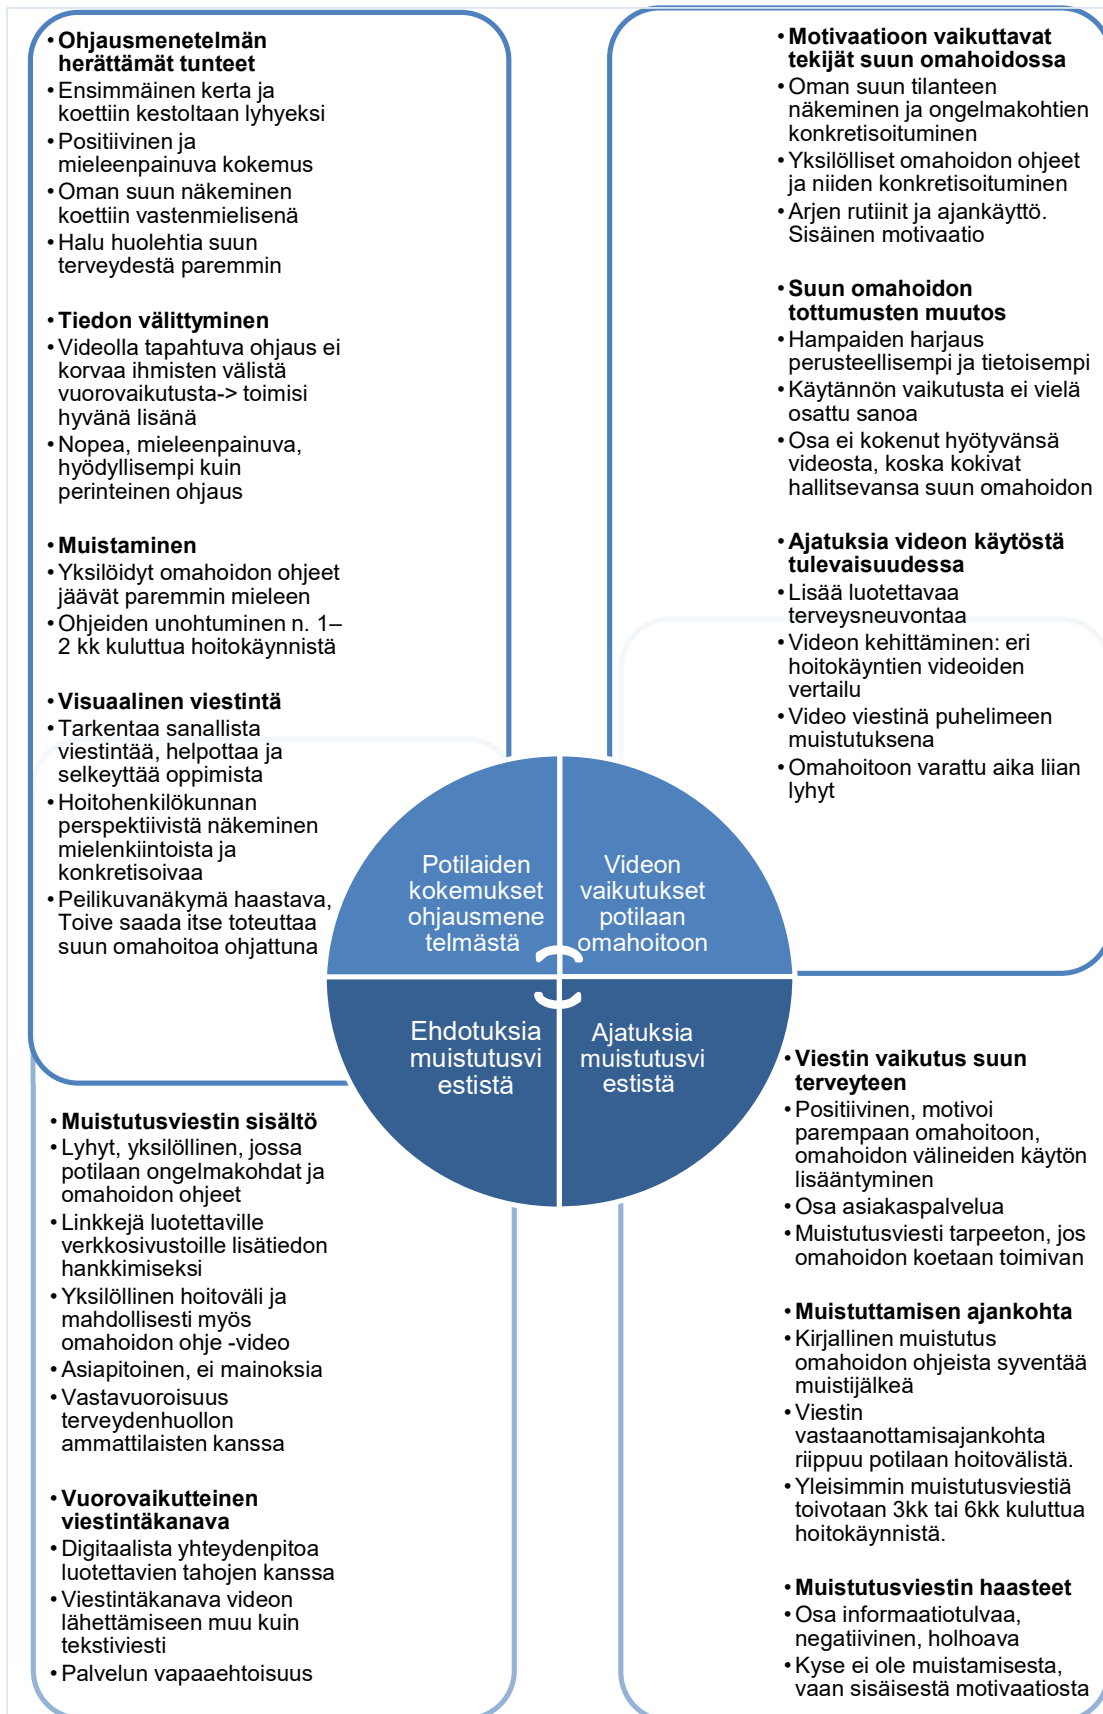 • Ohjausmenetelmän
herättämät tunteet
• Ensimmäinen kerta ja
koettiin kestoltaan lyhyeksi
• Positiivinen ja
mieleenpainuva kokemus
• Oman suun näkeminen
koettiin vastenmielisenä
• Halu huolehtia suun
terveydestä paremmin
• Tiedon välittyminen
• Videolla tapahtuva ohjaus ei
korvaa ihmisten välistä
vuorovaikutusta-> toimisi
hyvänä lisänä
• Nopea, mieleenpainuva,
hyödyllisempi kuin
perinteinen ohjaus
• Muistaminen
• Yksilöidyt omahoidon ohjeet
jäävät paremmin mieleen
• Ohjeiden unohtuminen n. 1–
2 kk kuluttua hoitokäynnistä
• Visuaalinen viestintä
• Tarkentaa sanallista
viestintää, helpottaa ja
selkeyttää oppimista
• Hoitohenkilökunnan
perspektiivistä näkeminen
mielenkiintoista ja
konkretisoivaa
• Peilikuvanäkymä haastava,
Toive saada itse toteuttaa
suun omahoitoa ohjattuna
• Motivaatioon vaikuttavat
tekijät suun omahoidossa
• Oman suun tilanteen
näkeminen ja ongelmakohtien
konkretisoituminen
• Yksilölliset omahoidon ohjeet
ja niiden konkretisoituminen
• Arjen rutiinit ja ajankäyttö.
Sisäinen motivaatio
• Suun omahoidon
tottumusten muutos
• Hampaiden harjaus
perusteellisempi ja tietoisempi
• Käytännön vaikutusta ei vielä
osattu sanoa
• Osa ei kokenut hyötyvänsä
videosta, koska kokivat
hallitsevansa suun omahoidon
• Ajatuksia videon käytöstä
tulevaisuudessa
• Lisää luotettavaa
terveysneuvontaa
• Videon kehittäminen: eri
hoitokäyntien videoiden
vertailu
• Video viestinä puhelimeen
muistutuksena
• Omahoitoon varattu aika liian
lyhyt
Potilaiden
kokemukset
ohjausmene
telmästä
Videon
vaikutukset
potilaan
omahoitoon
Ehdotuksia
muistutusvi
estistä
Ajatuksia
muistutusvi
estistä
• Muistutusviestin sisältö
• Lyhyt, yksilöllinen, jossa
potilaan ongelmakohdat ja
omahoidon ohjeet
• Linkkejä luotettaville
verkkosivustoille lisätiedon
hankkimiseksi
• Yksilöllinen hoitoväli ja
mahdollisesti myös
omahoidon ohje -video
• Asiapitoinen, ei mainoksia
• Vastavuoroisuus
terveydenhuollon
ammattilaisten kanssa
• Vuorovaikutteinen
viestintäkanava
• Digitaalista yhteydenpitoa
luotettavien tahojen kanssa
• Viestintäkanava videon
lähettämiseen muu kuin
tekstiviesti
• Palvelun vapaaehtoisuus
• Viestin vaikutus suun
terveyteen
• Positiivinen, motivoi
parempaan omahoitoon,
omahoidon välineiden käytön
lisääntyminen
• Osa asiakaspalvelua
• Muistutusviesti tarpeeton, jos
omahoidon koetaan toimivan
• Muistuttamisen ajankohta
• Kirjallinen muistutus
omahoidon ohjeista syventää
muistijälkeä
• Viestin
vastaanottamisajankohta
riippuu potilaan hoitovälistä.
• Yleisimmin muistutusviestiä
toivotaan 3kk tai 6kk kuluttua
hoitokäynnistä.
• Muistutusviestin haasteet
• Osa informaatiotulvaa,
negatiivinen, holhoava
• Kyse ei ole muistamisesta,
vaan sisäisestä motivaatiosta